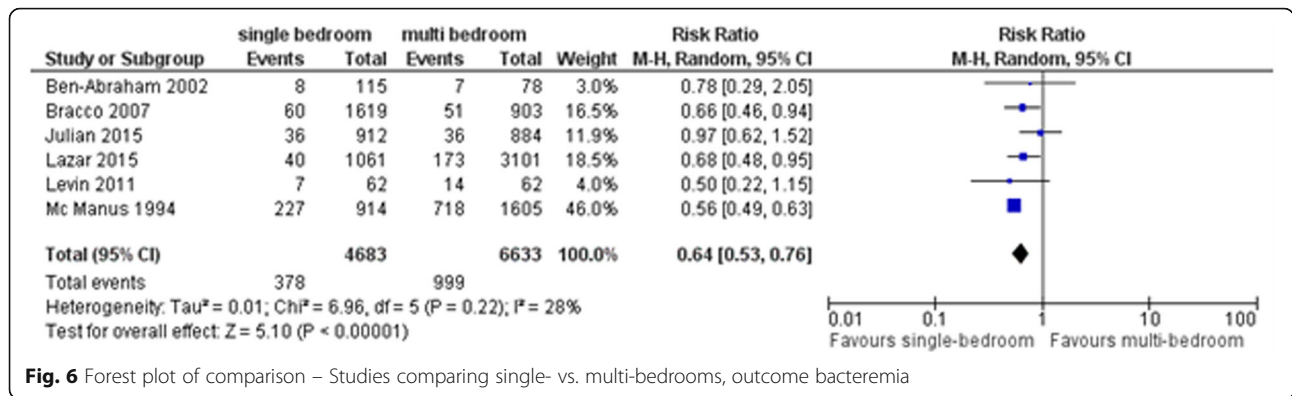 single bedroom multi bedroom Risk Ratio Risk Ratio
Study or Subgroup Events Total Events Total Weight M-H, Random, 95% CI M-H, Random, 95% CI
Ben-Abraham 2002 8 115 7 78 3.0% 0.78 [0.29, 2.05]
Bracco 2007 60 1619 51 903 16.5% 0.66 [0.46, 0.94]
Julian 2015 36 912 36 884 11.9% 0.97 [0.62, 1.52]
Lazar 2015 40 1061 173 3101 18.5% 0.68 [0.48, 0.95]
Levin 2011 7 62 14 62 4.0% 0.50 [0.22, 1.15]
Mc Manus 1994 227 914 718 1605 46.0% 0.56 [0.49, 0.63]
Total (95% CI) 4683 6633 100.0% 0.64 [0.53, 0.76]
Total events 378 999
Heterogeneity: Tau² = 0.01; Chi² = 6.96, df = 5 (P = 0.22); I² = 28%
Test for overall effect: Z = 5.10 (P < 0.00001)
0.01 0.1 1 10 100
Favours single-bedroom Favours multi-bedroom
Fig. 6 Forest plot of comparison – Studies comparing single- vs. multi-bedrooms, outcome bacteremia